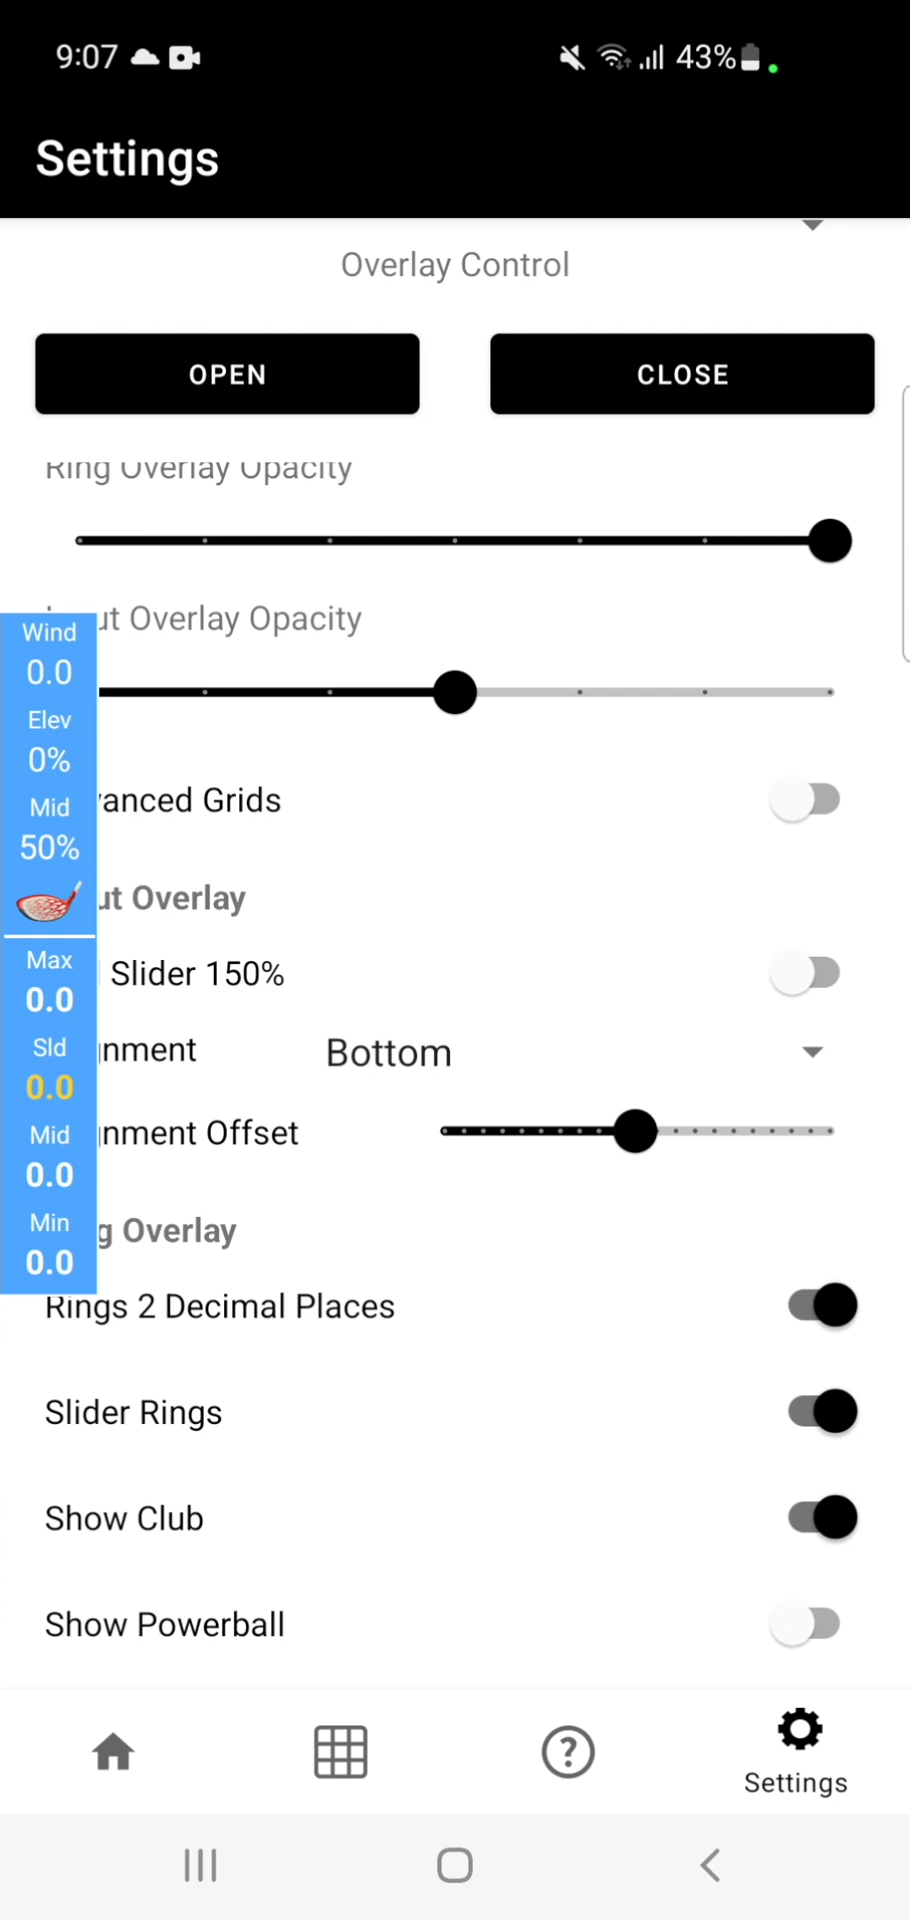 9:07
43%
Settings
Overlay Control
OPEN
CLOSE
Ring Overlay Opacity
ut Overlay Opacity
Wind
0.0
Elev
0%
Mid
50%
vanced Grids
ut Overlay
Max
0.0
Slider 150%
Sld
0.0
nment
Bottom
Mid
0.0
nment Offset
Min
0.0
g Overlay
Rings 2 Decimal Places
Slider Rings
Show Club
Show Powerball
Settings